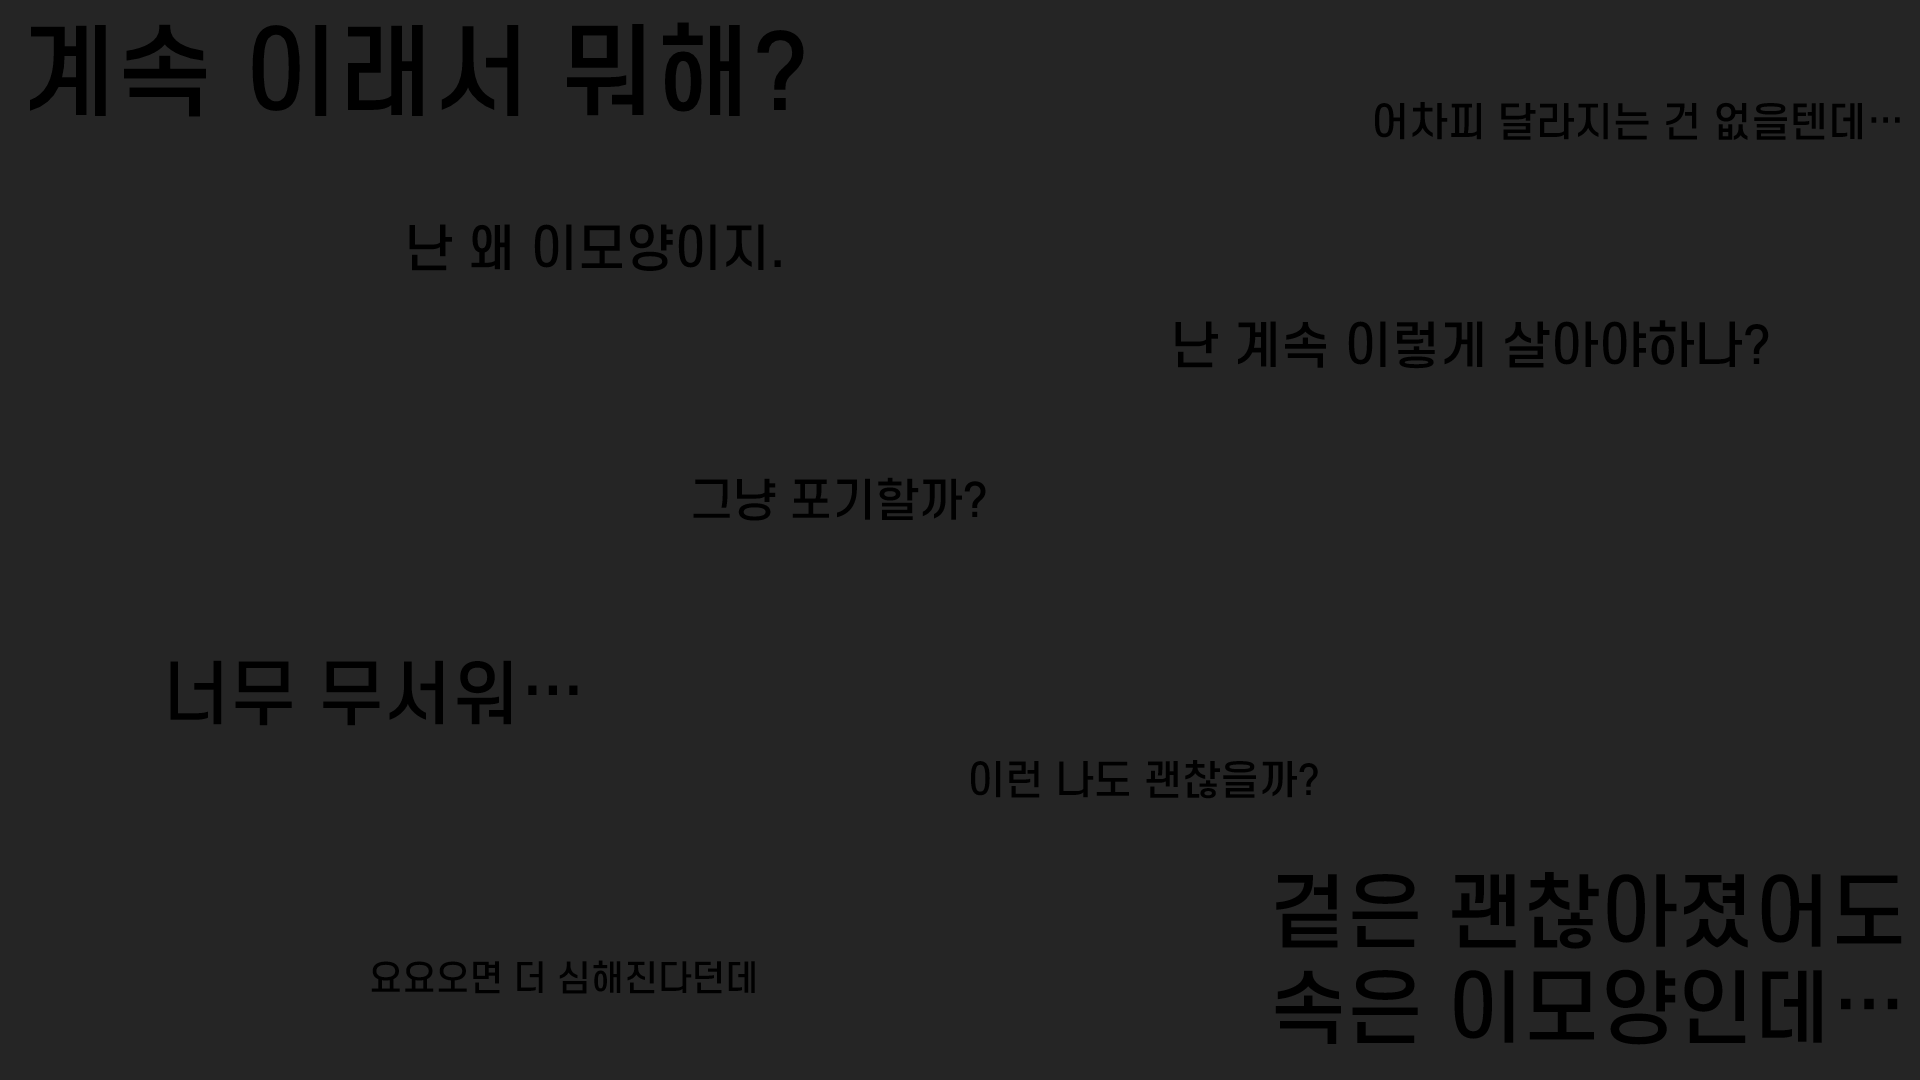 계속 이래서 뭐해?
어차피 달라지는 건 없을텐데…
난 왜 이모양이지.
난 계속 이렇게 살아야하나?
그냥 포기할까?
너무 무서워…
이런 나도 괜찮을까?
겉은 괜찮아졌어도
속은 이모양인데…
요요오면 더 심해진다던데